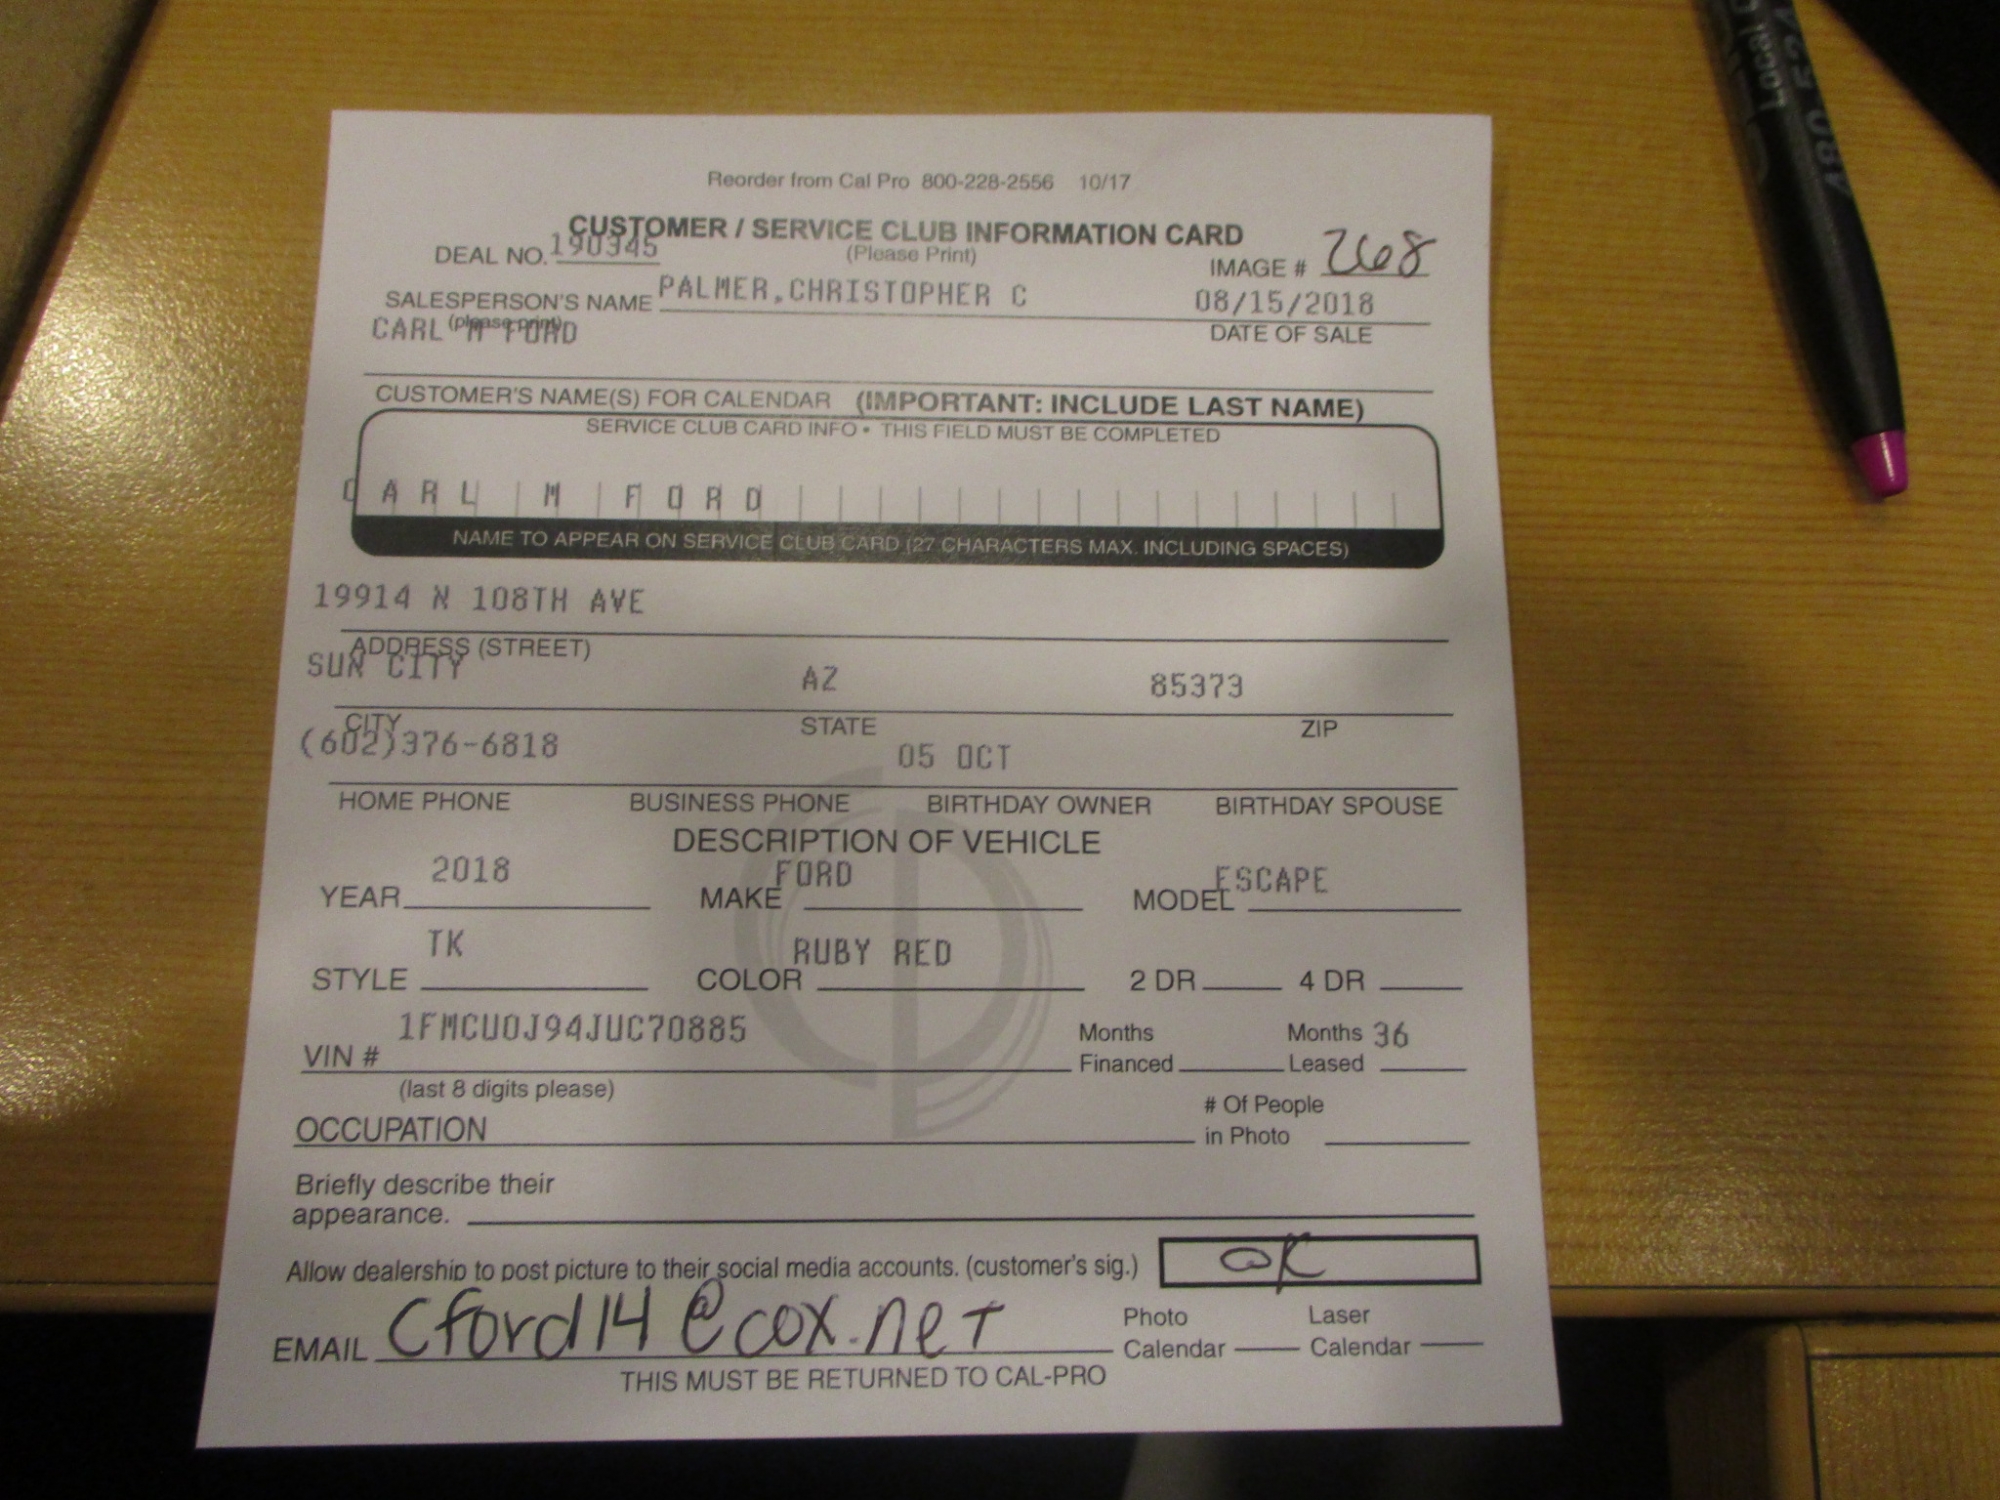 Reorder from Cal Pro 800-228-2556 10/17
CUSTOMER / SERVICE CLUB INFORMATION CARD
DEAL NO. 190345 (Please Print) IMAGE # 268
SALESPERSON'S NAME PALMER,CHRISTOPHER C 08/15/2018
(please print) DATE OF SALE
CARL M FORD
CUSTOMER'S NAME(S) FOR CALENDAR (IMPORTANT: INCLUDE LAST NAME)
SERVICE CLUB CARD INFO • THIS FIELD MUST BE COMPLETED
CARL M FORD
NAME TO APPEAR ON SERVICE CLUB CARD (27 CHARACTERS MAX. INCLUDING SPACES)
19914 N 108TH AVE
ADDRESS (STREET)
SUN CITY AZ 85373
CITY STATE ZIP
(602)376-6818 05 OCT
HOME PHONE BUSINESS PHONE BIRTHDAY OWNER BIRTHDAY SPOUSE
DESCRIPTION OF VEHICLE
YEAR 2018 MAKE FORD MODEL ESCAPE
STYLE TK COLOR RUBY RED 2 DR 4 DR
VIN # 1FMCU0J94JUC70885 Months Financed Months Leased 36
(last 8 digits please)
OCCUPATION # Of People in Photo
Briefly describe their
appearance.
Allow dealership to post picture to their social media accounts. (customer's sig.) OK
EMAIL Cford14@cox.net Photo Calendar Laser Calendar
THIS MUST BE RETURNED TO CAL-PRO
Local